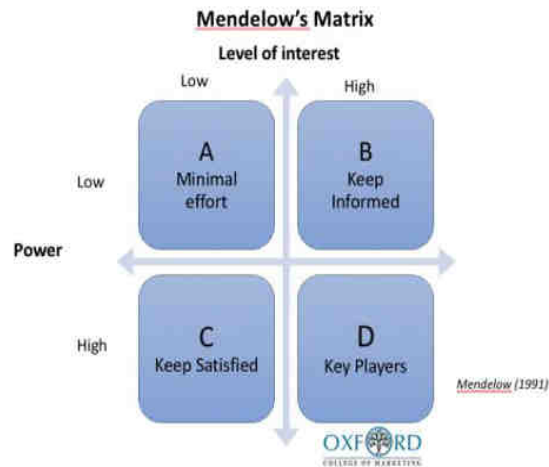 Mendelow's Matrix
Level of interest
Low
High
Low
A
Minimal
effort
B
Keep
Informed
Power
High
C
Keep Satisfied
D
Key Players
Mendelow (1991)
OXFORD
COLLEGE OF MARKETING